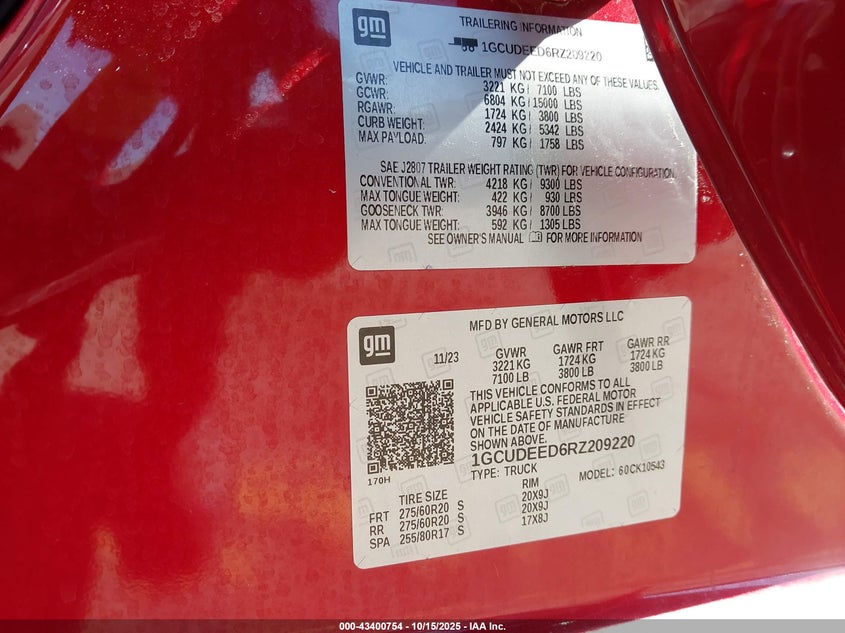 gm
TRAILERING INFORMATION
1GCUDEED6RZ209220
VEHICLE AND TRAILER MUST NOT EXCEED ANY OF THESE VALUES.
GVWR: 3221 KG / 7100 LBS
GCWR: 6804 KG / 15000 LBS
RGAWR: 1724 KG / 3800 LBS
CURB WEIGHT: 2424 KG / 5342 LBS
MAX PAYLOAD: 797 KG / 1758 LBS
SAE J2807 TRAILER WEIGHT RATING (TWR) FOR VEHICLE CONFIGURATION.
CONVENTIONAL TWR: 4218 KG / 9300 LBS
MAX TONGUE WEIGHT: 422 KG / 930 LBS
GOOSENECK TWR: 3946 KG / 8700 LBS
MAX TONGUE WEIGHT: 592 KG / 1305 LBS
SEE OWNER'S MANUAL FOR MORE INFORMATION
gm
MFD BY GENERAL MOTORS LLC
11/23 GVWR GAWR FRT GAWR RR
3221 KG 1724 KG 1724 KG
7100 LB 3800 LB 3800 LB
THIS VEHICLE CONFORMS TO ALL
APPLICABLE U.S. FEDERAL MOTOR
VEHICLE SAFETY STANDARDS IN EFFECT
ON THE DATE OF MANUFACTURE
SHOWN ABOVE.
1GCUDEED6RZ209220
170H TYPE: TRUCK MODEL: 60CK10543
TIRE SIZE RIM
FRT 275/60R20 S 20X9J
RR 275/60R20 S 20X9J
SPA 255/80R17 S 17X8J
000-43400754 - 10/15/2025 - IAA Inc.